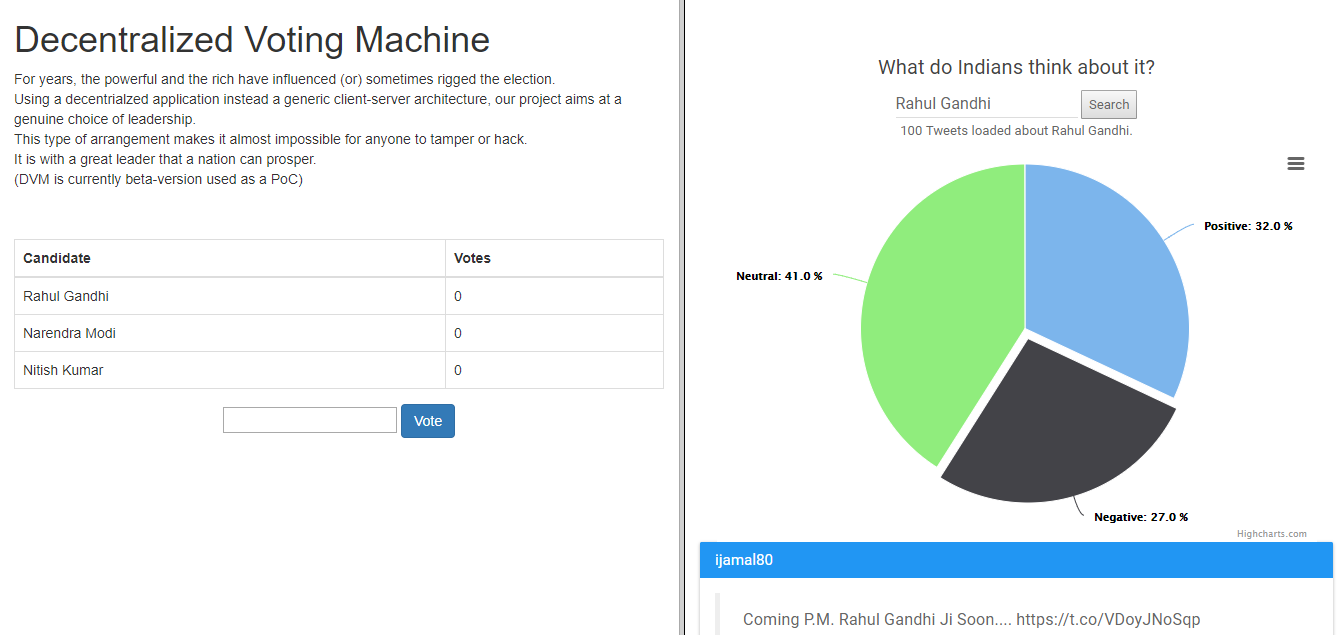 Decentralized Voting Machine
For years, the powerful and the rich have influenced (or) sometimes rigged the election.
Using a decentrialzed application instead a generic client-server architecture, our project aims at a
genuine choice of leadership.
This type of arrangement makes it almost impossible for anyone to tamper or hack.
It is with a great leader that a nation can prosper.
(DVM is currently beta-version used as a PoC)
Candidate Votes
Rahul Gandhi 0
Narendra Modi 0
Nitish Kumar 0
Vote
What do Indians think about it?
Rahul Gandhi Search
100 Tweets loaded about Rahul Gandhi.
Positive: 32.0 %
Neutral: 41.0 %
Negative: 27.0 %
Highcharts.com
ijamal80
Coming P.M. Rahul Gandhi Ji Soon.... https://t.co/VDoyJNoSqp